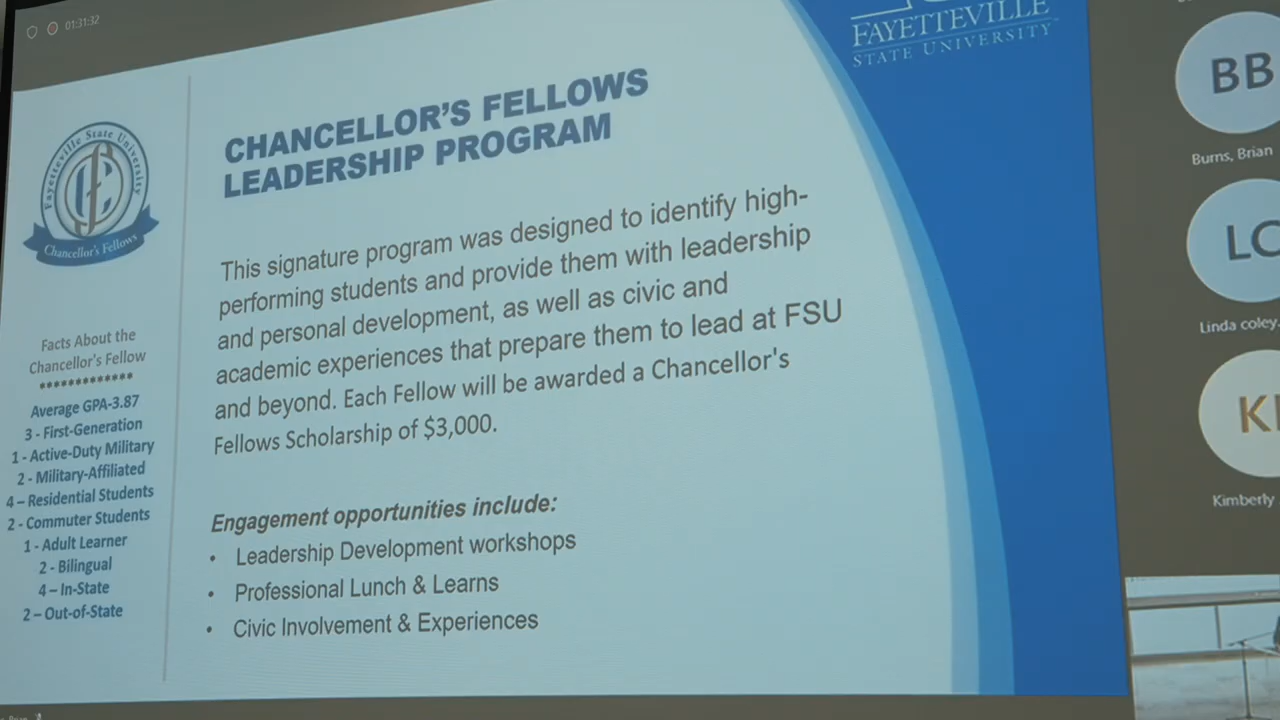 01:31:32
FAYETTEVILLE
STATE UNIVERSITY
Fayetteville State University
Chancellor's Fellows
CHANCELLOR'S FELLOWS
LEADERSHIP PROGRAM
This signature program was designed to identify high-
performing students and provide them with leadership
and personal development, as well as civic and
academic experiences that prepare them to lead at FSU
and beyond. Each Fellow will be awarded a Chancellor's
Fellows Scholarship of $3,000.
Engagement opportunities include:
• Leadership Development workshops
• Professional Lunch & Learns
• Civic Involvement & Experiences
Facts About the
Chancellor's Fellow
*************
Average GPA-3.87
3 - First-Generation
1 - Active-Duty Military
2 - Military-Affiliated
4 – Residential Students
2 - Commuter Students
1 - Adult Learner
2 - Bilingual
4 – In-State
2 – Out-of-State
BB
Burns, Brian
LC
Linda coley
K
Kimberly